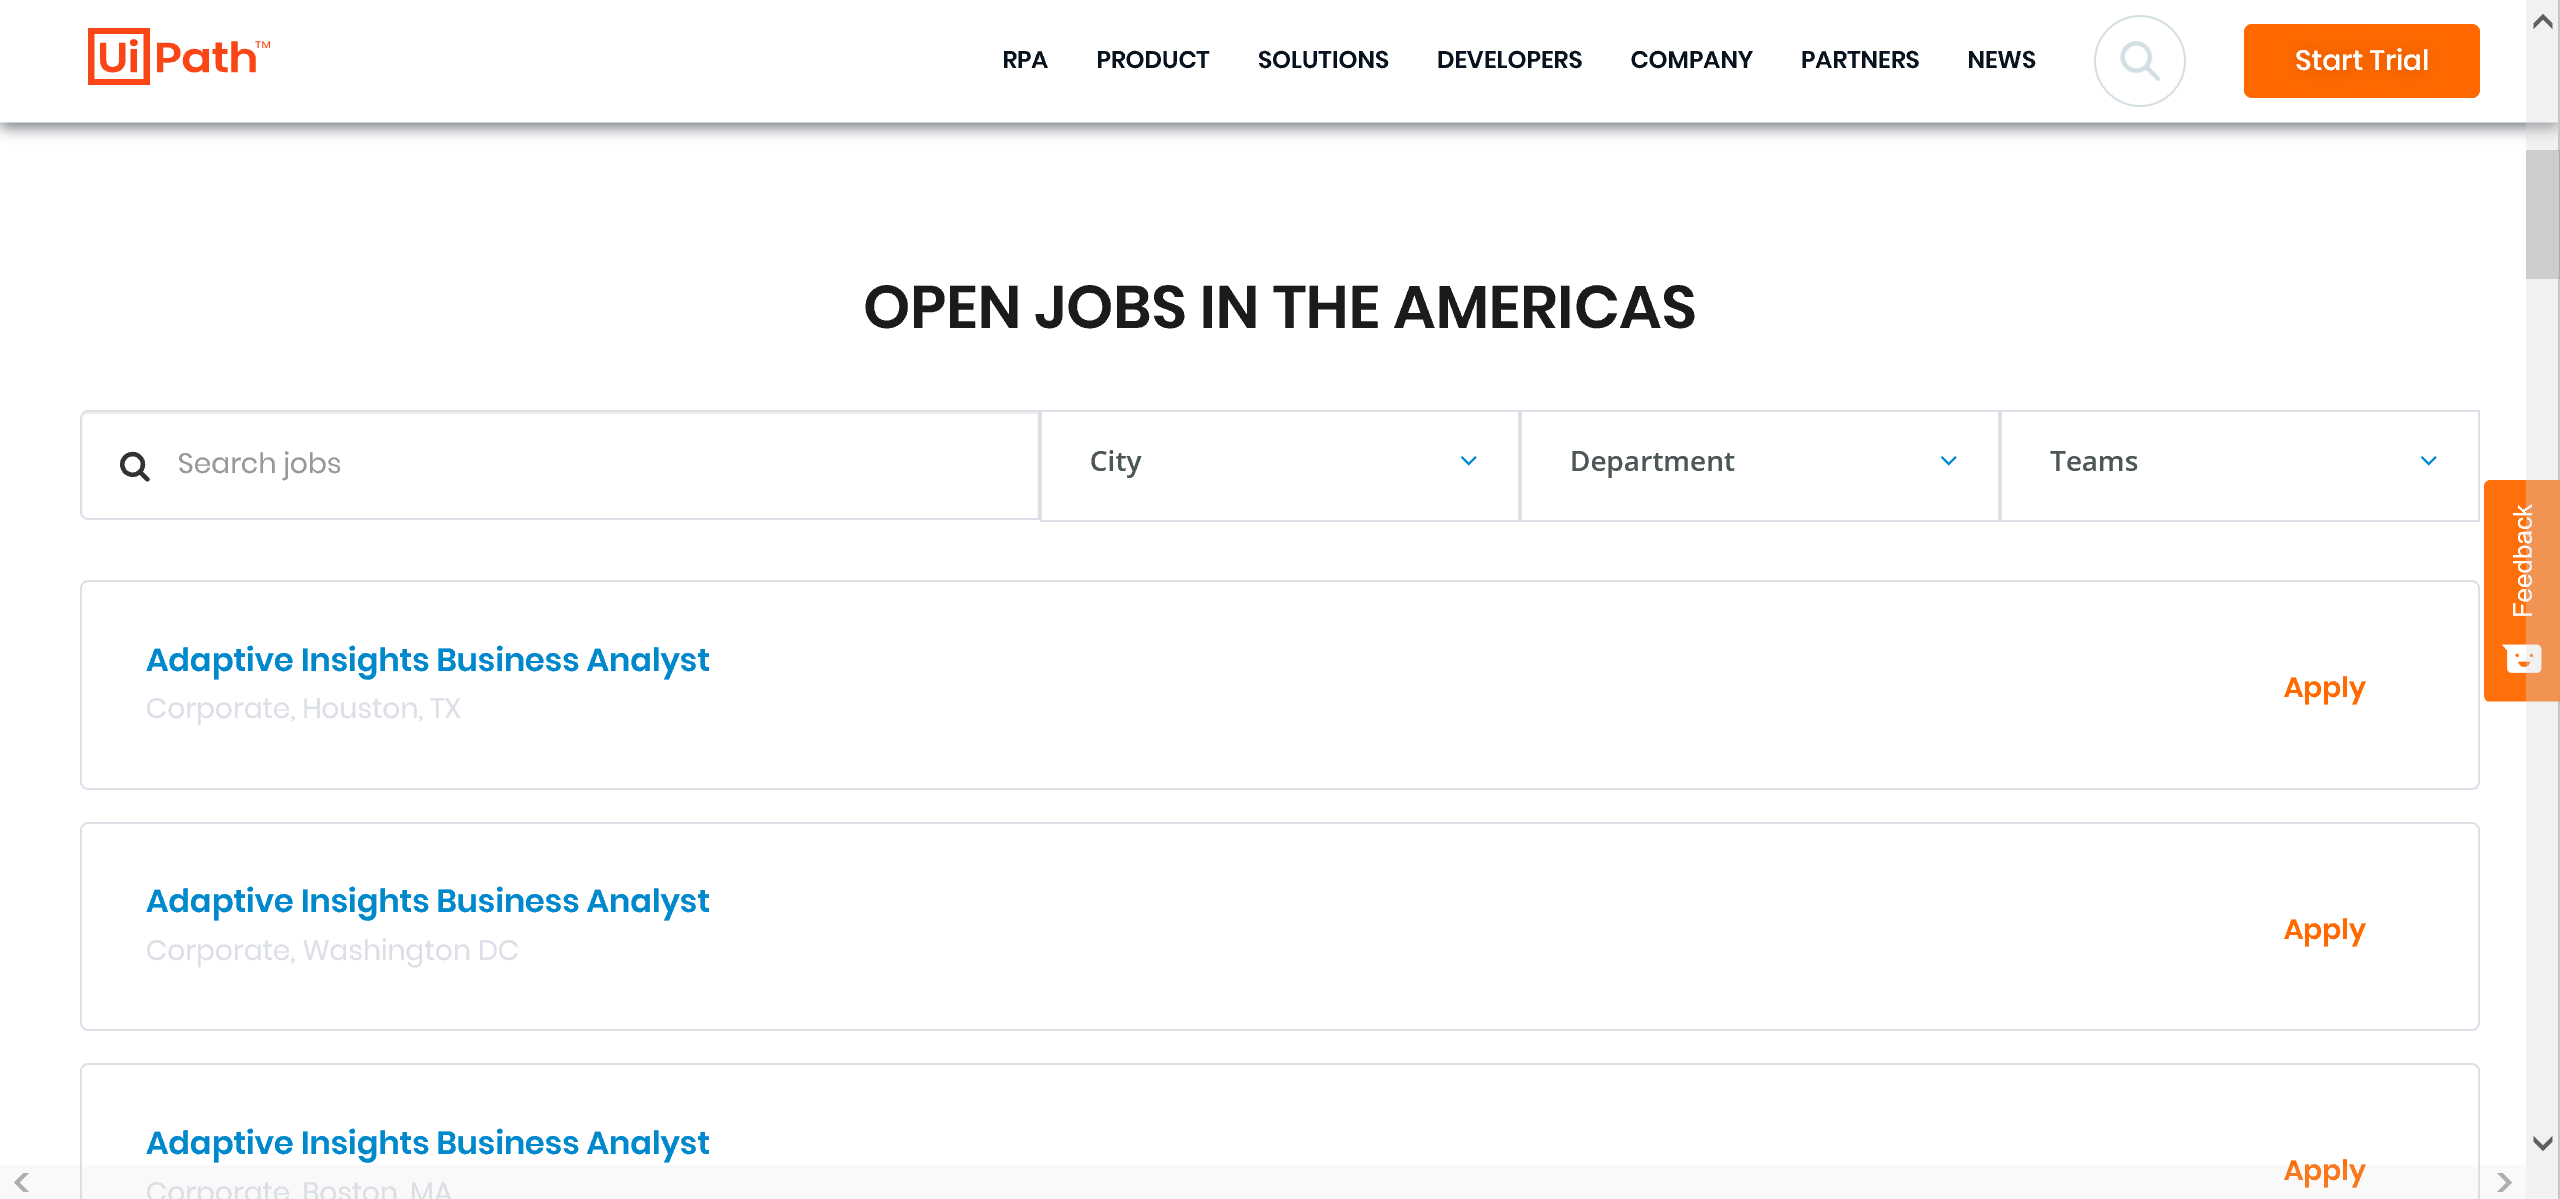 UiPath™
RPA PRODUCT SOLUTIONS DEVELOPERS COMPANY PARTNERS NEWS Start Trial
OPEN JOBS IN THE AMERICAS
Search jobs City Department Teams
Feedback
Adaptive Insights Business Analyst
Corporate, Houston, TX
Apply
Adaptive Insights Business Analyst
Corporate, Washington DC
Apply
Adaptive Insights Business Analyst
Corporate, Boston, MA
Apply